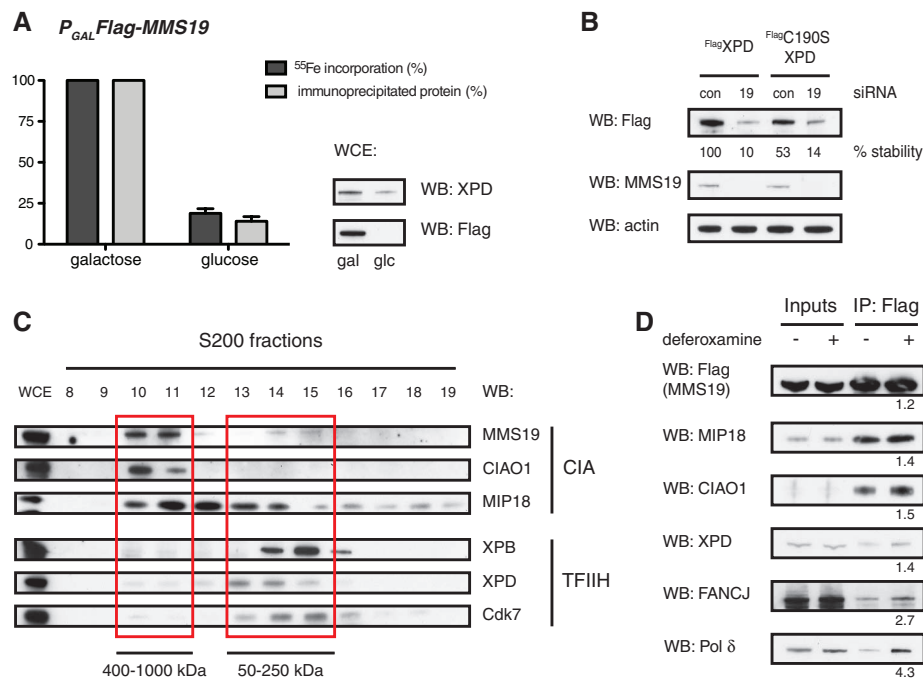 A
P_GAL Flag-MMS19
100
75
50
25
0
galactose
glucose
55Fe incorporation (%)
immunoprecipitated protein (%)
WCE:
WB: XPD
WB: Flag
gal glc
B
FlagXPD
FlagC190S
XPD
con 19 con 19 siRNA
WB: Flag
100 10 53 14 % stability
WB: MMS19
WB: actin
C
S200 fractions
WCE 8 9 10 11 12 13 14 15 16 17 18 19 WB:
MMS19
CIAO1
MIP18
CIA
XPB
XPD
Cdk7
TFIIH
400-1000 kDa
50-250 kDa
D
Inputs IP: Flag
deferoxamine - + - +
WB: Flag
(MMS19)
1.2
WB: MIP18
1.4
WB: CIAO1
1.5
WB: XPD
1.4
WB: FANCJ
2.7
WB: Pol δ
4.3